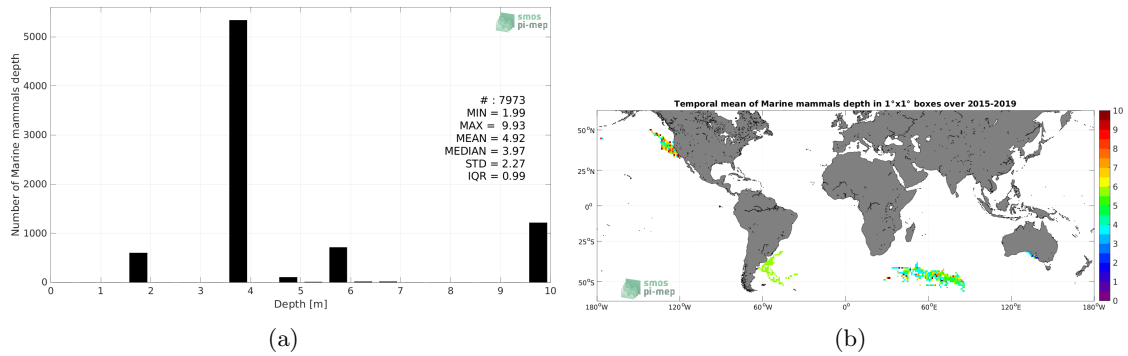 smos
pi-mep
Number of Marine mammals depth
5000
4000
3000
2000
1000
0
# : 7973
MIN = 1.99
MAX = 9.93
MEAN = 4.92
MEDIAN = 3.97
STD = 2.27
IQR = 0.99
0 1 2 3 4 5 6 7 8 9 10
Depth [m]
(a)
Temporal mean of Marine mammals depth in 1°x1° boxes over 2015-2019
50°N
25°N
0°
25°S
50°S
180°W 120°W 60°W 0° 60°E 120°E 180°W
10
9
8
7
6
5
4
3
2
1
0
smos
pi-mep
(b)